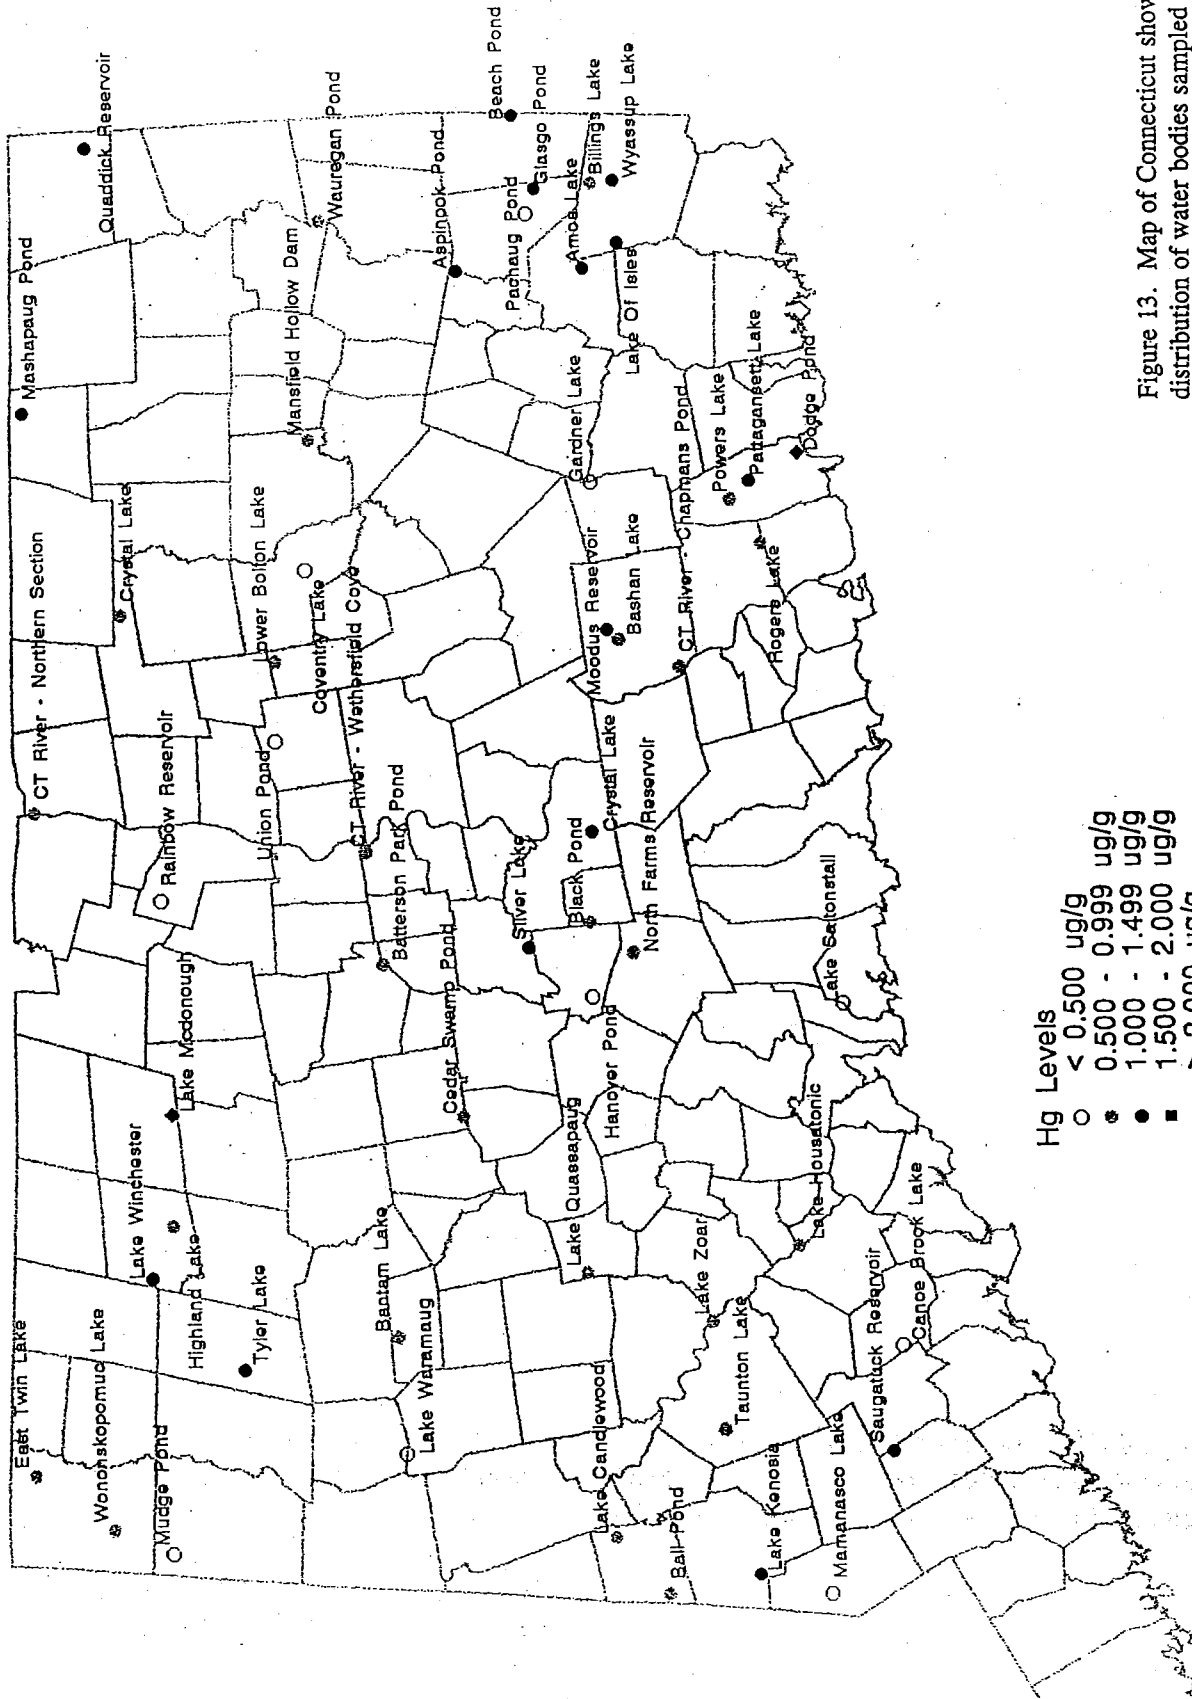 East Twin Lake
Wononskopomuc Lake
Mudge Pond
Lake Winchester
Highland Lake
Tyler Lake
Lake Mcdonough
Rainbow Reservoir
CT River - Northern Section
Crystal Lake
Mashapaug Pond
Quaddick Reservoir
Bantam Lake
Lake Waramaug
Cedar Swamp Pond
Batterson Park Pond
CT River - Wethersfield Cove
Union Pond
Lower Bolton Lake
Coventry Lake
Mansfield Hollow Dam
Wauregan Pond
Aspinook Pond
Beach Pond
Pachaug Pond
Glasgo Pond
Amos Lake
Billings Lake
Wyassup Lake
Lake Of Isles
Gardner Lake
Lake Candlewood
Lake Quassapaug
Hanover Pond
Silver Lake
Black Pond
Crystal Lake
North Farms Reservoir
Moodus Reservoir
Bashan Lake
CT River - Chapmans Pond
Powers Lake
Pattagansett Lake
Dodge Pond
Rogers Lake
Ball Pond
Lake Kenosia
Mamanasco Lake
Taunton Lake
Lake Zoar
Lake Housatonic
Saugatuck Reservoir
Canoe Brook Lake
Lake Saltonstall
Hg Levels
< 0.500 ug/g
0.500 - 0.999 ug/g
1.000 - 1.499 ug/g
1.500 - 2.000 ug/g
Figure 13. Map of Connecticut show
distribution of water bodies sampled